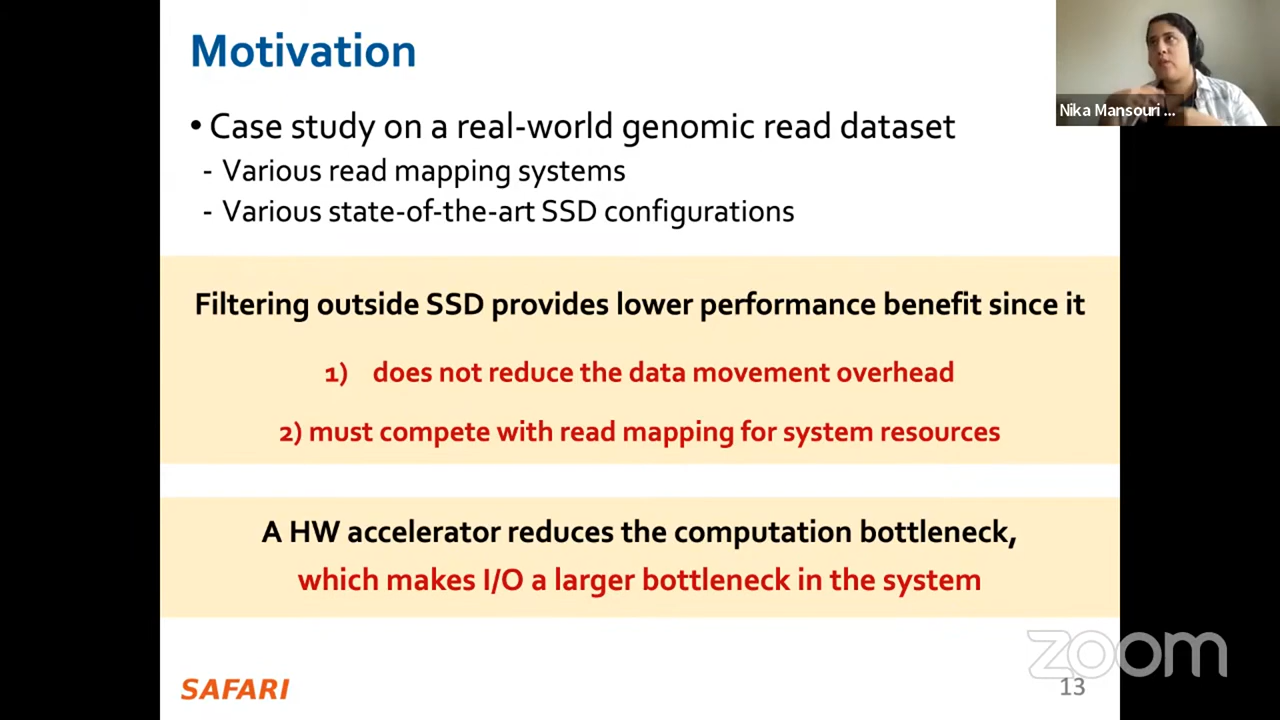 Motivation
• Case study on a real-world genomic read dataset
- Various read mapping systems
- Various state-of-the-art SSD configurations
Filtering outside SSD provides lower performance benefit since it
1) does not reduce the data movement overhead
2) must compete with read mapping for system resources
A HW accelerator reduces the computation bottleneck,
which makes I/O a larger bottleneck in the system
SAFARI
13
Nika Mansouri ...
zoom